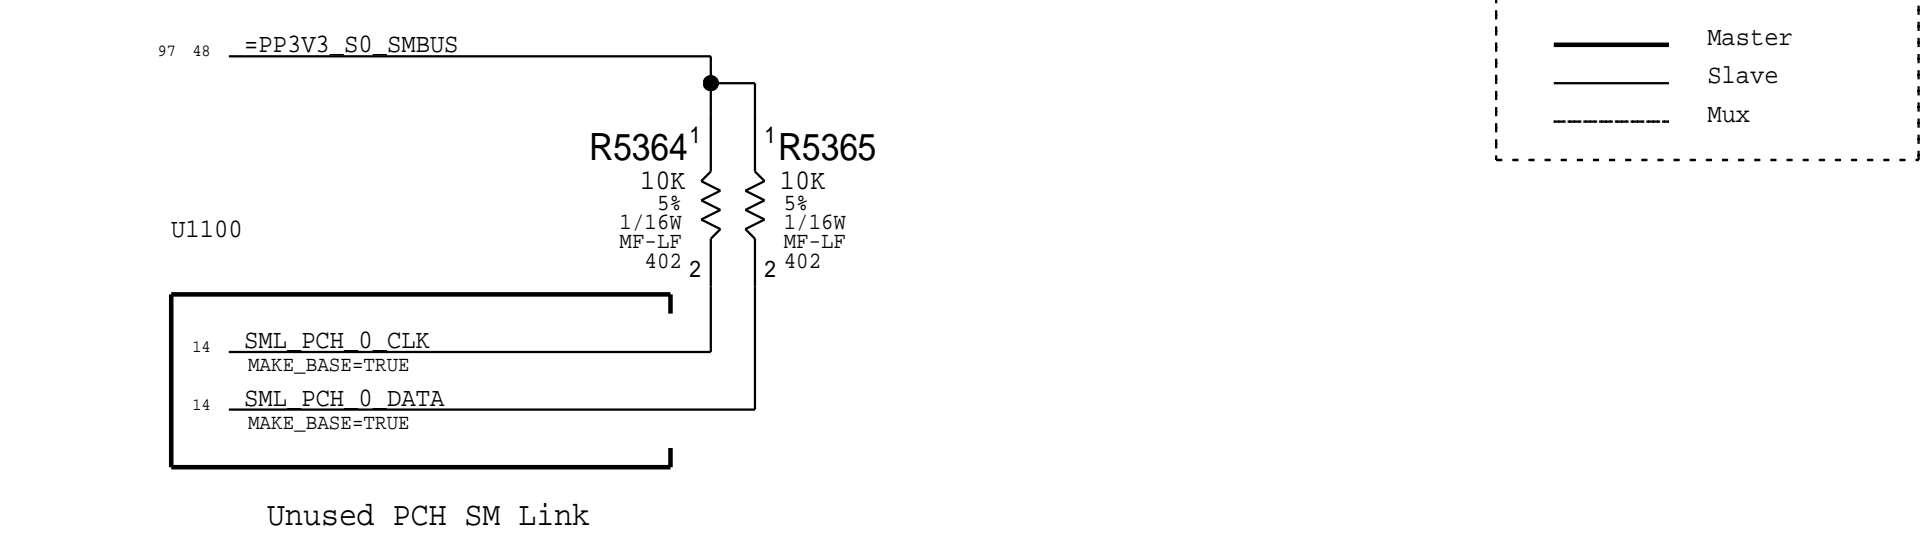 97 48 =PP3V3_S0_SMBUS
Master
Slave
Mux
R5364 1
10K
5%
1/16W
MF-LF
402 2
1 R5365
10K
5%
1/16W
MF-LF
2 402
U1100
14 SML_PCH_0_CLK
MAKE_BASE=TRUE
14 SML_PCH_0_DATA
MAKE_BASE=TRUE
Unused PCH SM Link